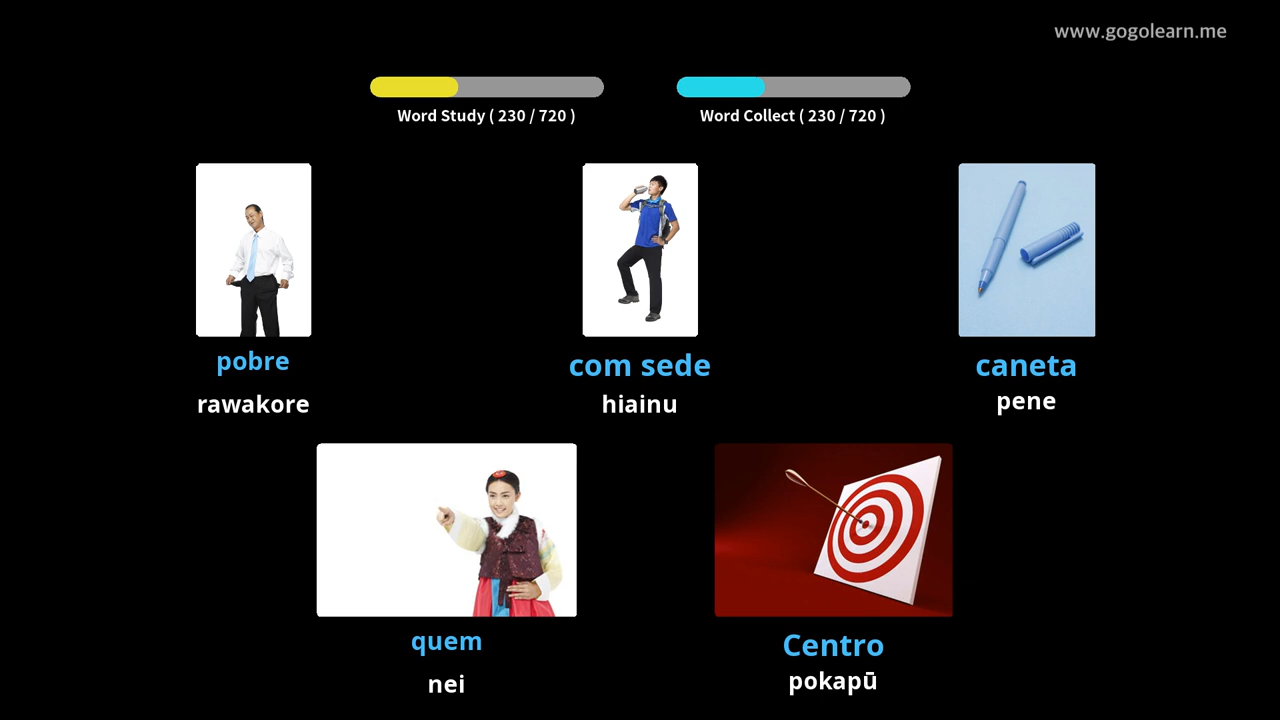 www.gogolearn.me
Word Study ( 230 / 720 )
Word Collect ( 230 / 720 )
pobre
rawakore
com sede
hiainu
caneta
pene
quem
nei
Centro
pokapū